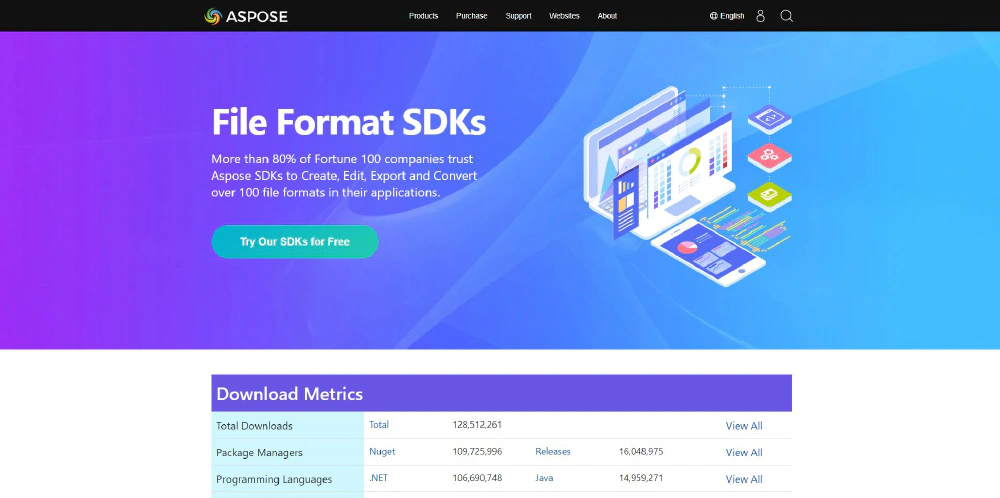 ASPOSE
Products Purchase Support Websites About English
File Format SDKs
More than 80% of Fortune 100 companies trust
Aspose SDKs to Create, Edit, Export and Convert
over 100 file formats in their applications.
Try Our SDKs for Free
Download Metrics
Total Downloads Total 128,512,261 View All
Package Managers Nuget 109,725,996 Releases 16,048,975 View All
Programming Languages .NET 106,690,748 Java 14,959,271 View All